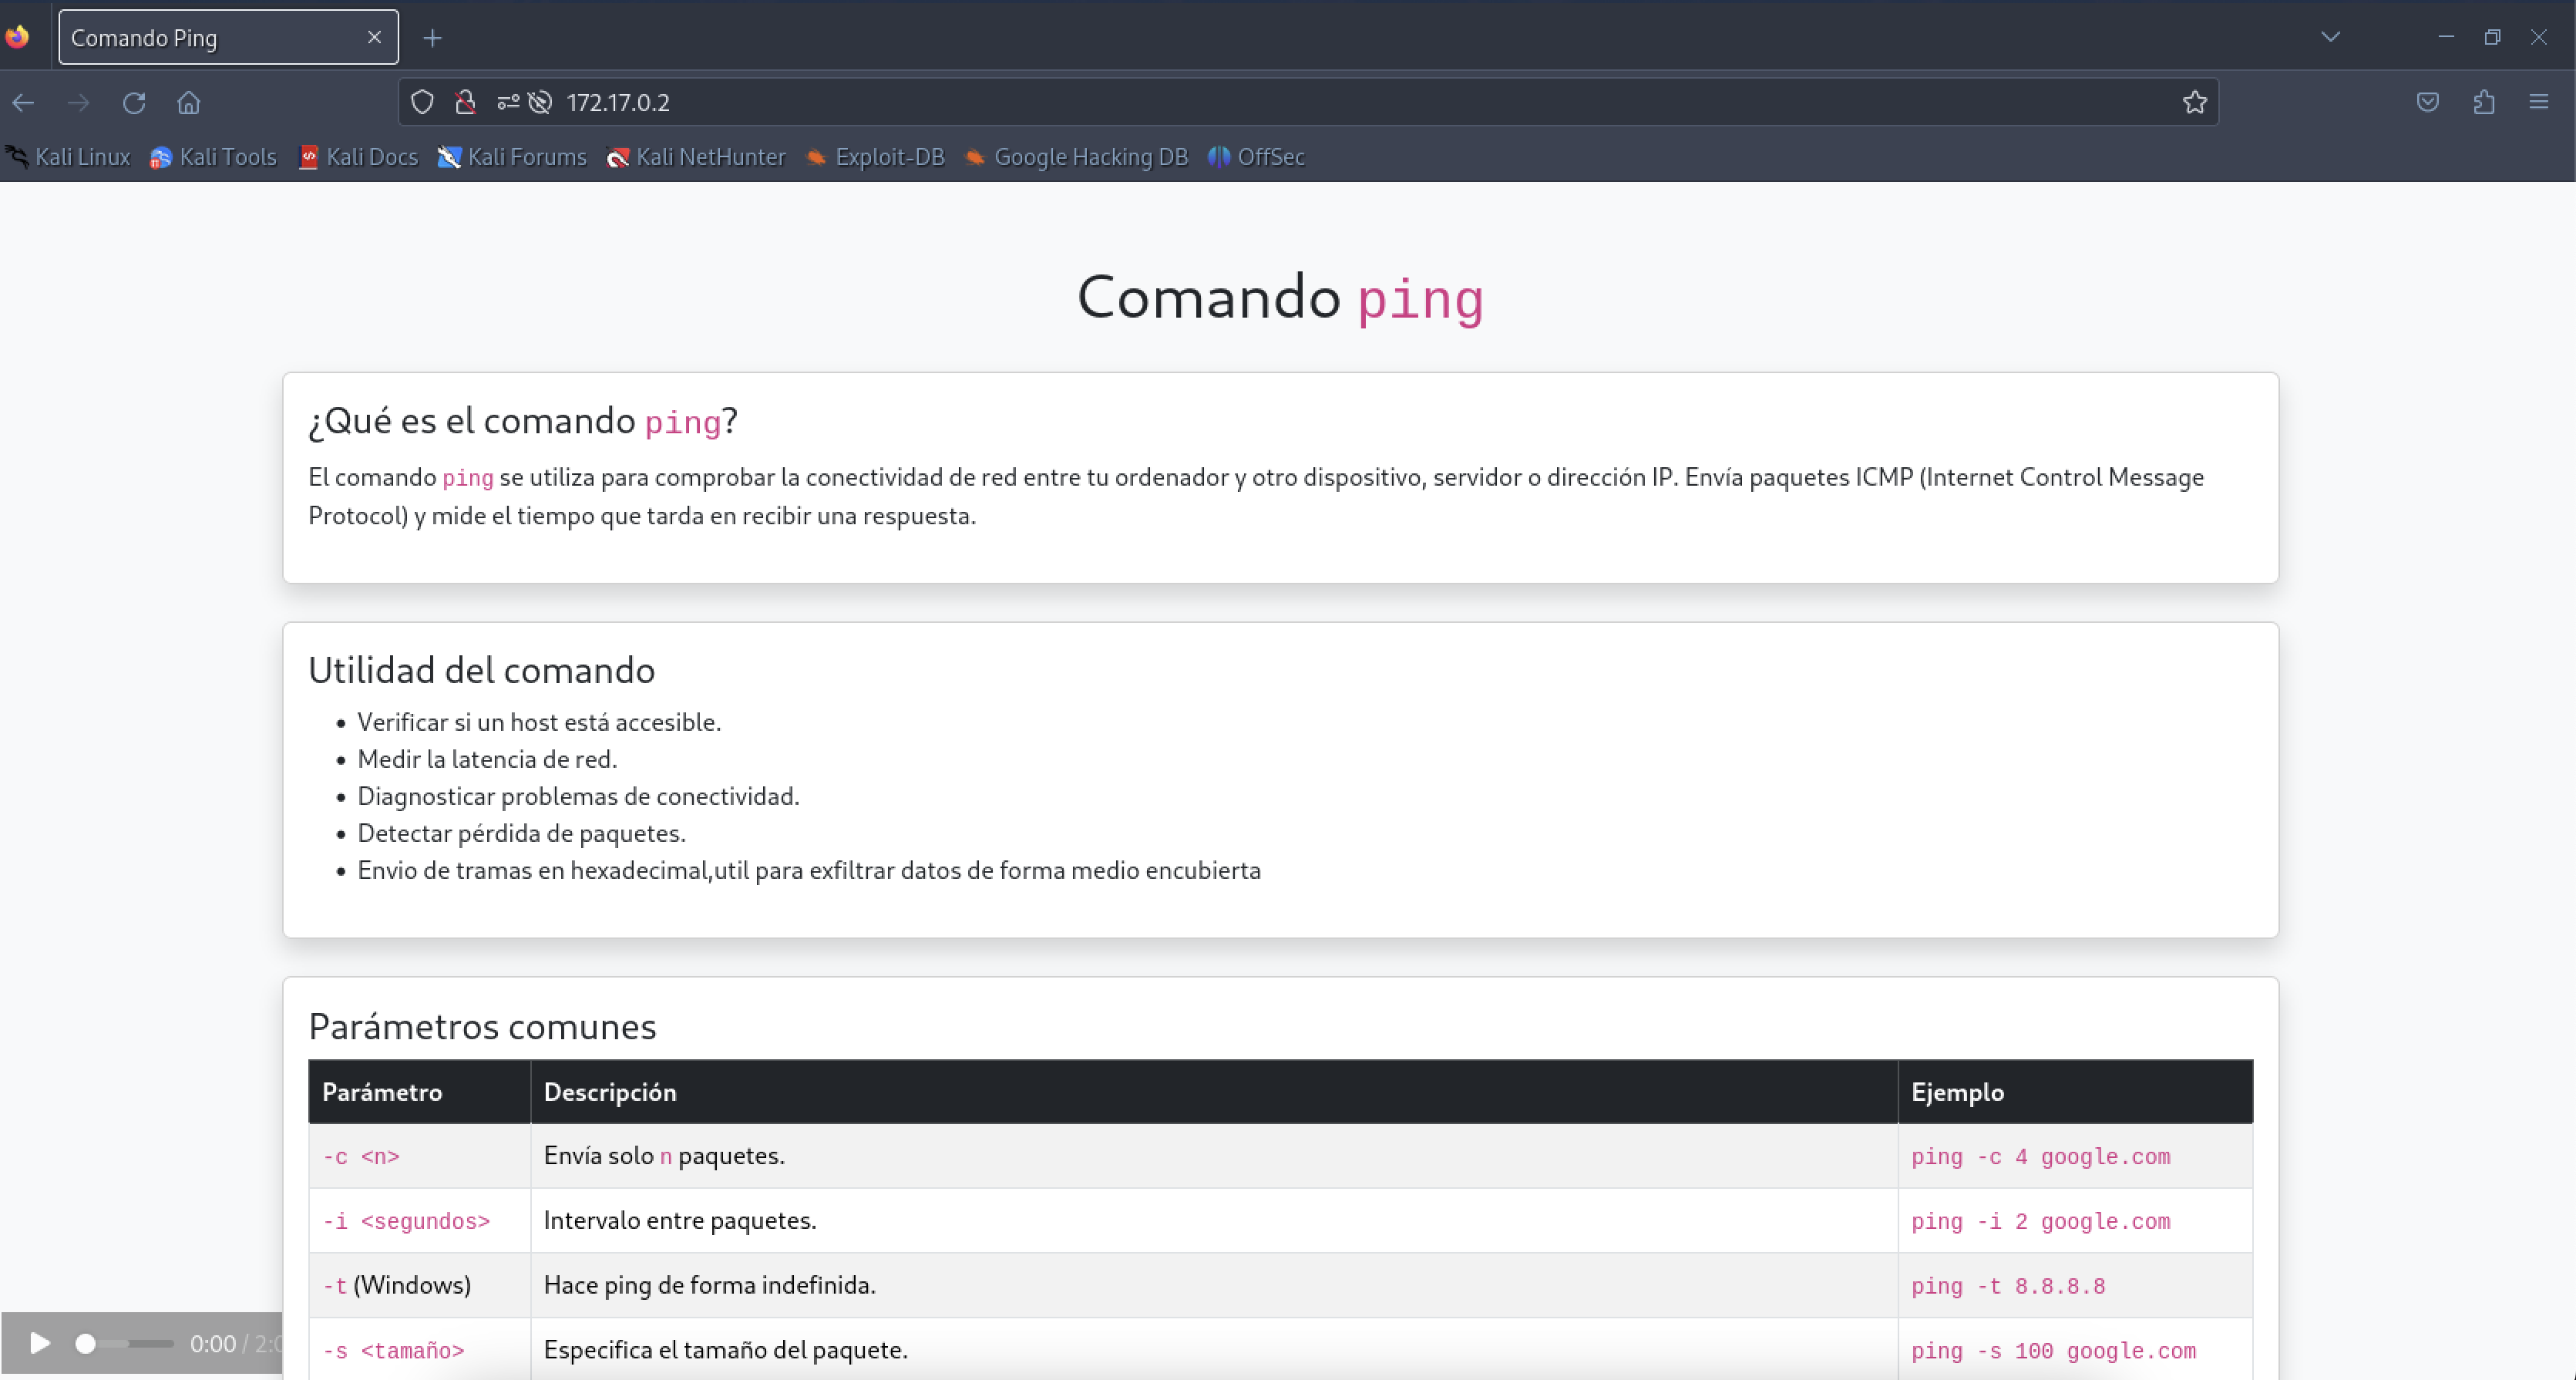 Comando Ping
172.17.0.2
Kali Linux Kali Tools Kali Docs Kali Forums Kali NetHunter Exploit-DB Google Hacking DB OffSec
Comando ping
¿Qué es el comando ping?
El comando ping se utiliza para comprobar la conectividad de red entre tu ordenador y otro dispositivo, servidor o dirección IP. Envía paquetes ICMP (Internet Control Message
Protocol) y mide el tiempo que tarda en recibir una respuesta.
Utilidad del comando
• Verificar si un host está accesible.
• Medir la latencia de red.
• Diagnosticar problemas de conectividad.
• Detectar pérdida de paquetes.
• Envio de tramas en hexadecimal,util para exfiltrar datos de forma medio encubierta
Parámetros comunes
Parámetro Descripción Ejemplo
-c <n> Envía solo n paquetes. ping -c 4 google.com
-i <segundos> Intervalo entre paquetes. ping -i 2 google.com
-t (Windows) Hace ping de forma indefinida. ping -t 8.8.8.8
-s <tamaño> Especifica el tamaño del paquete. ping -s 100 google.com
0:00 /